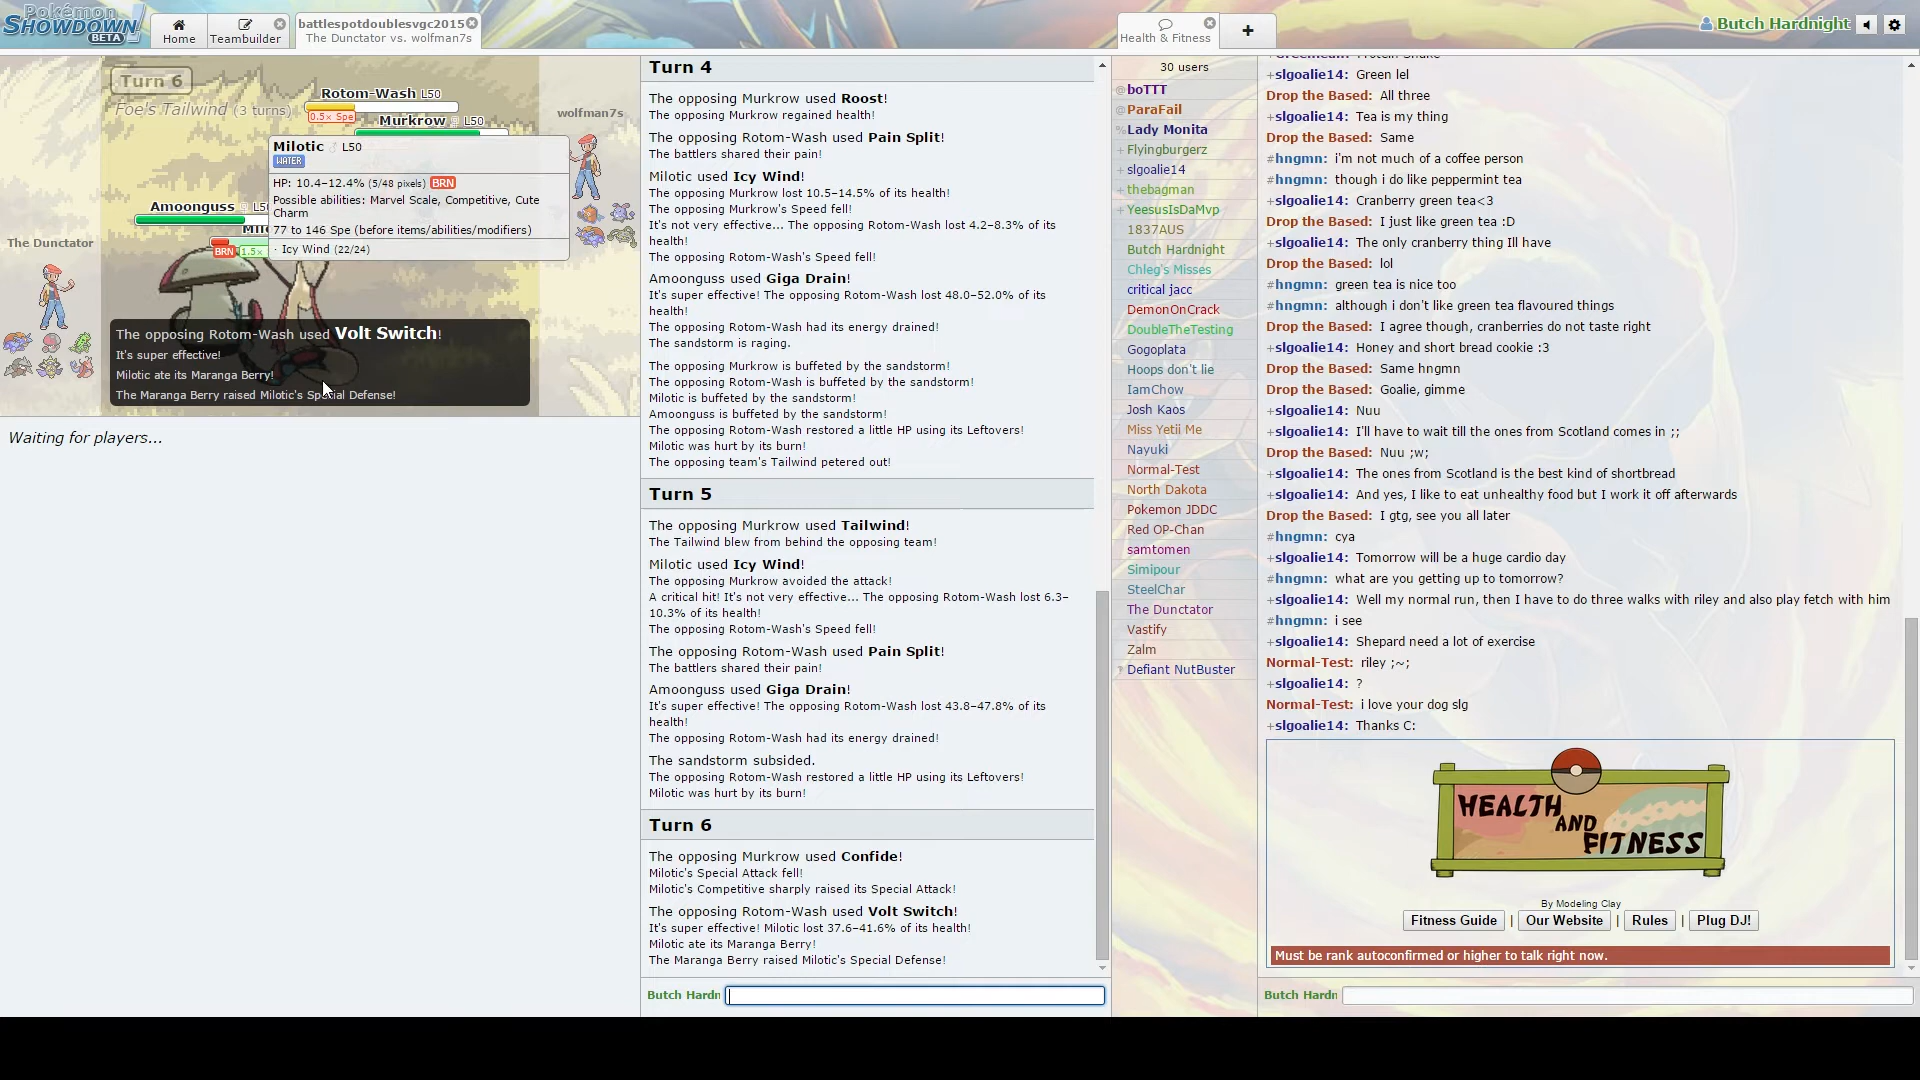 Pokémon
SHOWDOWN
BETA
Home
Teambuilder
battlespotdoublesvgc2015
The Dunctator vs. wolfman7s
Health & Fitness
Butch Hardnight
Turn 6
Foe's Tailwind (3 turns)
Rotom-Wash L50
0.5× Spe
Murkrow L50
wolfman7s
Milotic ♂ L50
WATER
HP: 10.4–12.4% (5/48 pixels) BRN
Possible abilities: Marvel Scale, Competitive, Cute
Charm
77 to 146 Spe (before items/abilities/modifiers)
· Icy Wind (22/24)
Amoonguss
BRN 1.5×
The Dunctator
The opposing Rotom-Wash used Volt Switch!
It's super effective!
Milotic ate its Maranga Berry!
The Maranga Berry raised Milotic's Special Defense!
Waiting for players...
Turn 4
The opposing Murkrow used Roost!
The opposing Murkrow regained health!
The opposing Rotom-Wash used Pain Split!
The battlers shared their pain!
Milotic used Icy Wind!
The opposing Murkrow lost 10.5–14.5% of its health!
The opposing Murkrow's Speed fell!
It's not very effective... The opposing Rotom-Wash lost 4.2–8.3% of its
health!
The opposing Rotom-Wash's Speed fell!
Amoonguss used Giga Drain!
It's super effective! The opposing Rotom-Wash lost 48.0–52.0% of its
health!
The opposing Rotom-Wash had its energy drained!
The sandstorm is raging.
The opposing Murkrow is buffeted by the sandstorm!
The opposing Rotom-Wash is buffeted by the sandstorm!
Milotic is buffeted by the sandstorm!
Amoonguss is buffeted by the sandstorm!
The opposing Rotom-Wash restored a little HP using its Leftovers!
Milotic was hurt by its burn!
The opposing team's Tailwind petered out!
Turn 5
The opposing Murkrow used Tailwind!
The Tailwind blew from behind the opposing team!
Milotic used Icy Wind!
The opposing Murkrow avoided the attack!
A critical hit! It's not very effective... The opposing Rotom-Wash lost 6.3–
10.3% of its health!
The opposing Rotom-Wash's Speed fell!
The opposing Rotom-Wash used Pain Split!
The battlers shared their pain!
Amoonguss used Giga Drain!
It's super effective! The opposing Rotom-Wash lost 43.8–47.8% of its
health!
The opposing Rotom-Wash had its energy drained!
The sandstorm subsided.
The opposing Rotom-Wash restored a little HP using its Leftovers!
Milotic was hurt by its burn!
Turn 6
The opposing Murkrow used Confide!
Milotic's Special Attack fell!
Milotic's Competitive sharply raised its Special Attack!
The opposing Rotom-Wash used Volt Switch!
It's super effective! Milotic lost 37.6–41.6% of its health!
Milotic ate its Maranga Berry!
The Maranga Berry raised Milotic's Special Defense!
Butch Hardn
30 users
@boTTT
@ParaFail
%Lady Monita
+Flyingburgerz
+slgoalie14
+thebagman
+YeesusIsDaMvp
1837AUS
Butch Hardnight
Chleg's Misses
critical jacc
DemonOnCrack
DoubleTheTesting
Gogoplata
Hoops don't lie
IamChow
Josh Kaos
Miss Yetii Me
Nayuki
Normal-Test
North Dakota
Pokemon JDDC
Red OP-Chan
samtomen
Simipour
SteelChar
The Dunctator
Vastify
Zalm
Defiant NutBuster
+slgoalie14: Green lel
Drop the Based: All three
+slgoalie14: Tea is my thing
Drop the Based: Same
#hngmn: i'm not much of a coffee person
#hngmn: though i do like peppermint tea
+slgoalie14: Cranberry green tea<3
Drop the Based: I just like green tea :D
+slgoalie14: The only cranberry thing Ill have
Drop the Based: lol
#hngmn: green tea is nice too
#hngmn: although i don't like green tea flavoured things
Drop the Based: I agree though, cranberries do not taste right
+slgoalie14: Honey and short bread cookie :3
Drop the Based: Same hngmn
Drop the Based: Goalie, gimme
+slgoalie14: Nuu
+slgoalie14: I'll have to wait till the ones from Scotland comes in ;;
Drop the Based: Nuu ;w;
+slgoalie14: The ones from Scotland is the best kind of shortbread
+slgoalie14: And yes, I like to eat unhealthy food but I work it off afterwards
Drop the Based: I gtg, see you all later
#hngmn: cya
+slgoalie14: Tomorrow will be a huge cardio day
#hngmn: what are you getting up to tomorrow?
+slgoalie14: Well my normal run, then I have to do three walks with riley and also play fetch with him
#hngmn: i see
+slgoalie14: Shepard need a lot of exercise
Normal-Test: riley ;~;
+slgoalie14: ?
Normal-Test: i love your dog slg
+slgoalie14: Thanks C:
HEALTH
AND
FITNESS
By Modeling Clay
Fitness Guide | Our Website | Rules | Plug DJ!
Must be rank autoconfirmed or higher to talk right now.
Butch Hardn